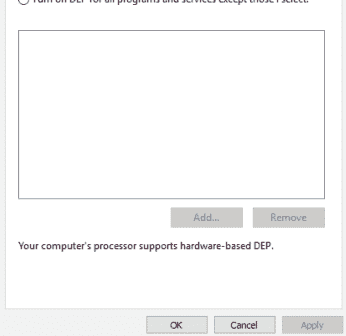 Turn on DEP for all programs and services except those I select:
Add...
Remove
Your computer's processor supports hardware-based DEP.
OK
Cancel
Apply